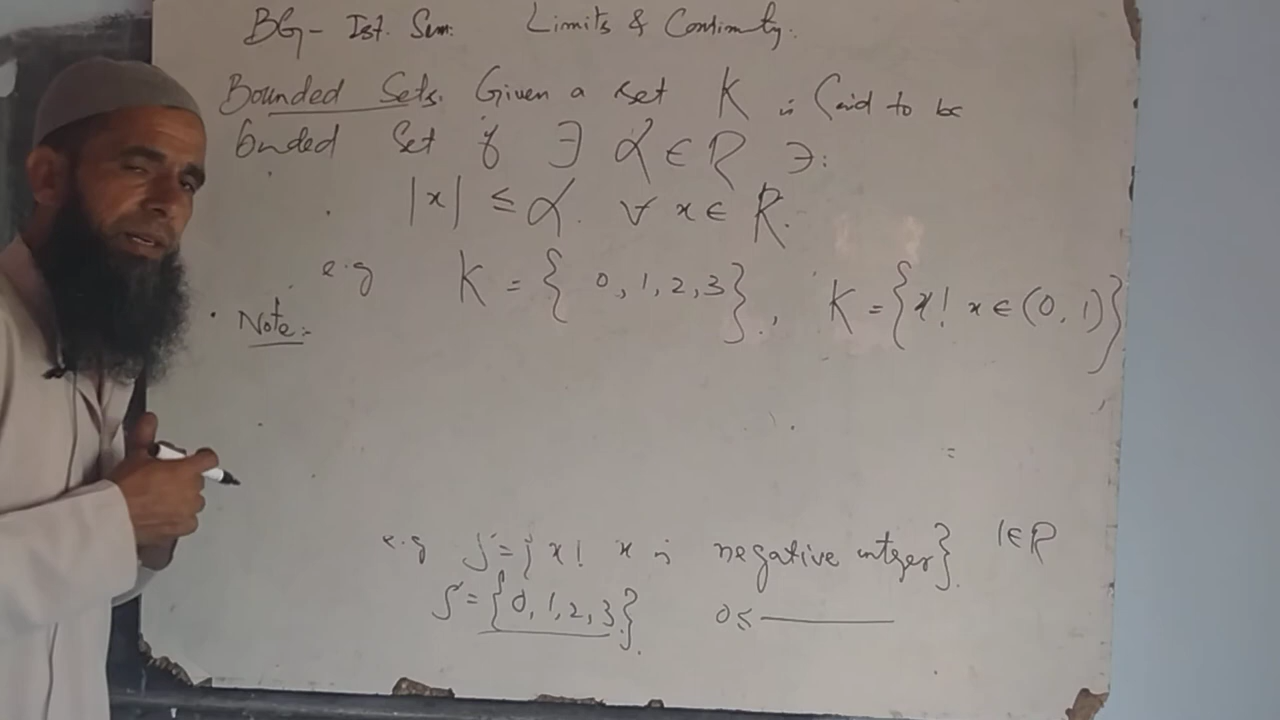 BG- Ist. Sem. Limits & Continuity.
Bounded Sets. Given a set K is said to be
bnded Set if ∃ α ∈ R ∋:
|x| ≤ α. ∀ x ∈ K.
e.g K = { 0, 1, 2, 3}., K = {x! x ∈ (0, 1)}
Note:-
e.g S = { x! x is negative integer}. 1∈R
S = {0, 1, 2, 3}. 0 ≤